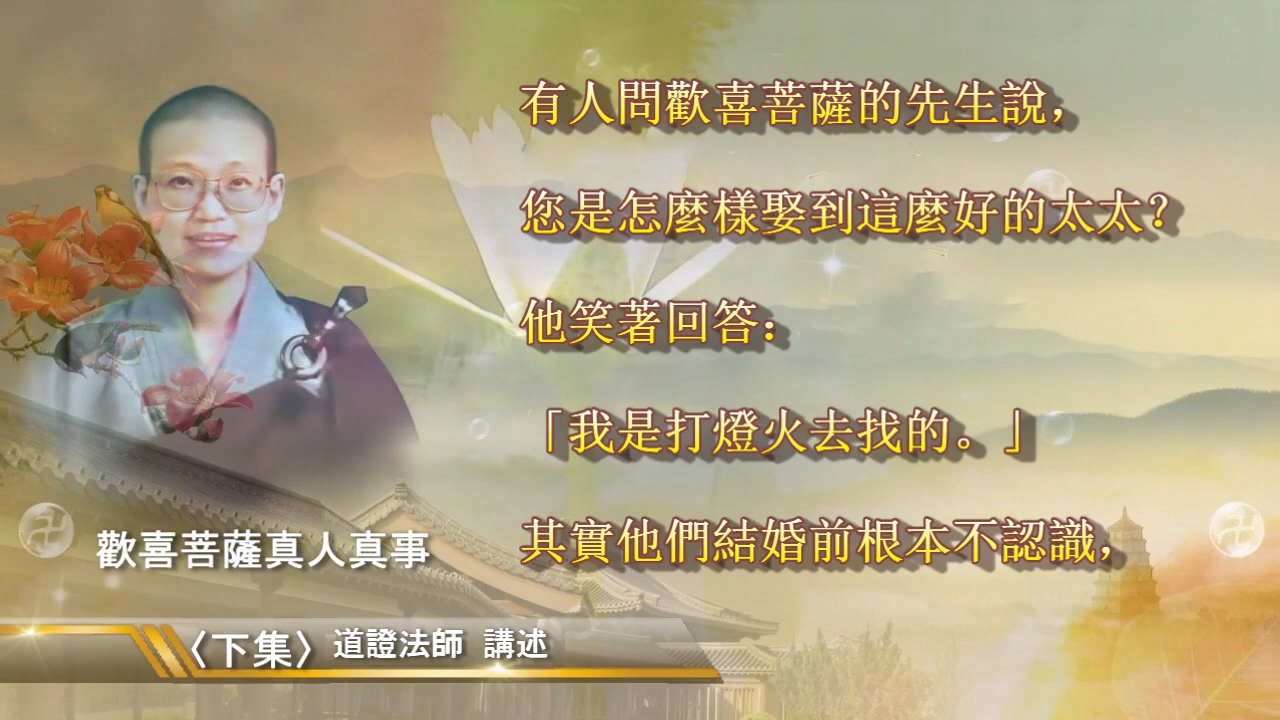 有人問歡喜菩薩的先生說，
您是怎麼樣娶到這麼好的太太？
他笑著回答：
「我是打燈火去找的。」
其實他們結婚前根本不認識，
歡喜菩薩真人真事
〈下集〉道證法師 講述